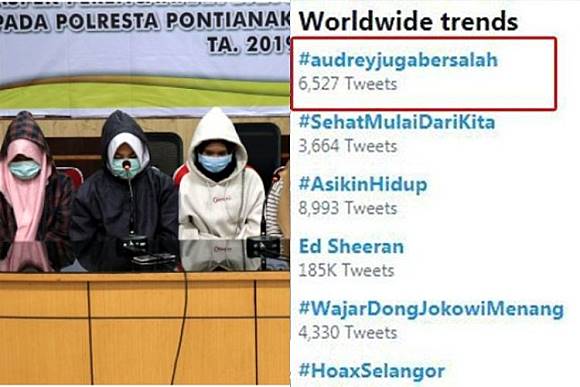 PADA POLRESTA PONTIANAK
TA. 2019
Worldwide trends
#audreyjugabersalah
6,527 Tweets
#SehatMulaiDariKita
3,664 Tweets
#AsikinHidup
8,993 Tweets
Ed Sheeran
185K Tweets
#WajarDongJokowiMenang
4,330 Tweets
#HoaxSelangor